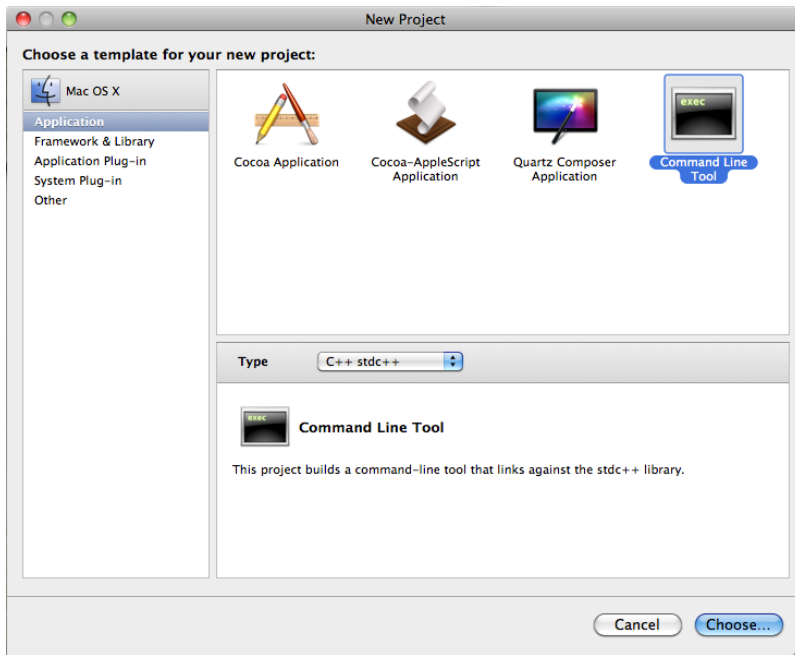 New Project
Choose a template for your new project:
Mac OS X
Application
Framework & Library
Application Plug-in
System Plug-in
Other
Cocoa Application
Cocoa-AppleScript
Application
Quartz Composer
Application
exec
Command Line
Tool
Type
C++ stdc++
exec
Command Line Tool
This project builds a command-line tool that links against the stdc++ library.
Cancel
Choose...